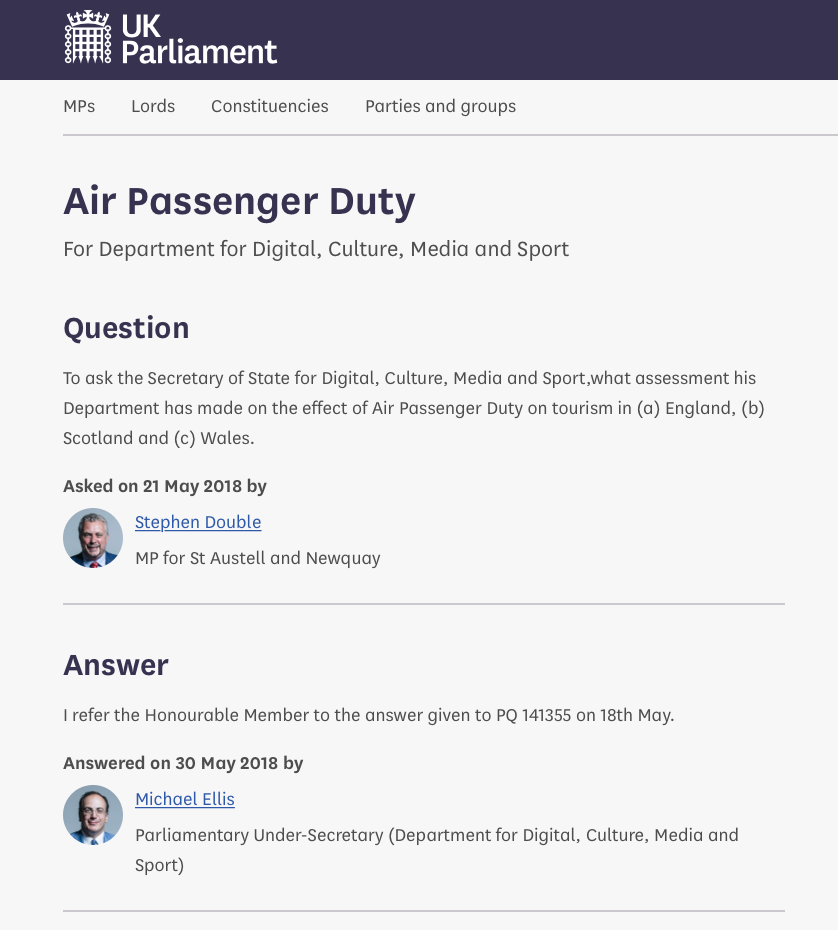 UK
Parliament
MPs Lords Constituencies Parties and groups
Air Passenger Duty
For Department for Digital, Culture, Media and Sport
Question
To ask the Secretary of State for Digital, Culture, Media and Sport,what assessment his
Department has made on the effect of Air Passenger Duty on tourism in (a) England, (b)
Scotland and (c) Wales.
Asked on 21 May 2018 by
Stephen Double
MP for St Austell and Newquay
Answer
I refer the Honourable Member to the answer given to PQ 141355 on 18th May.
Answered on 30 May 2018 by
Michael Ellis
Parliamentary Under-Secretary (Department for Digital, Culture, Media and
Sport)